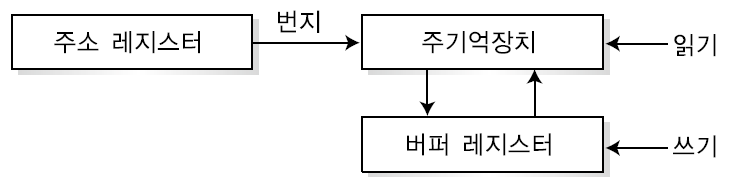 주소 레지스터
번지
주기억장치
읽기
버퍼 레지스터
쓰기